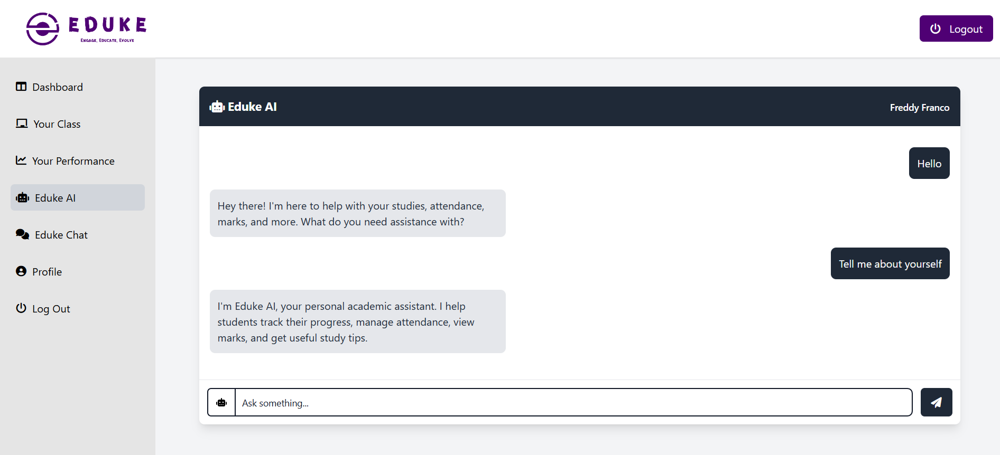 EDUKE
Engage, Educate, Evolve
Logout
Dashboard
Your Class
Your Performance
Eduke AI
Eduke Chat
Profile
Log Out
Eduke AI
Freddy Franco
Hello
Hey there! I'm here to help with your studies, attendance,
marks, and more. What do you need assistance with?
Tell me about yourself
I'm Eduke AI, your personal academic assistant. I help
students track their progress, manage attendance, view
marks, and get useful study tips.
Ask something...